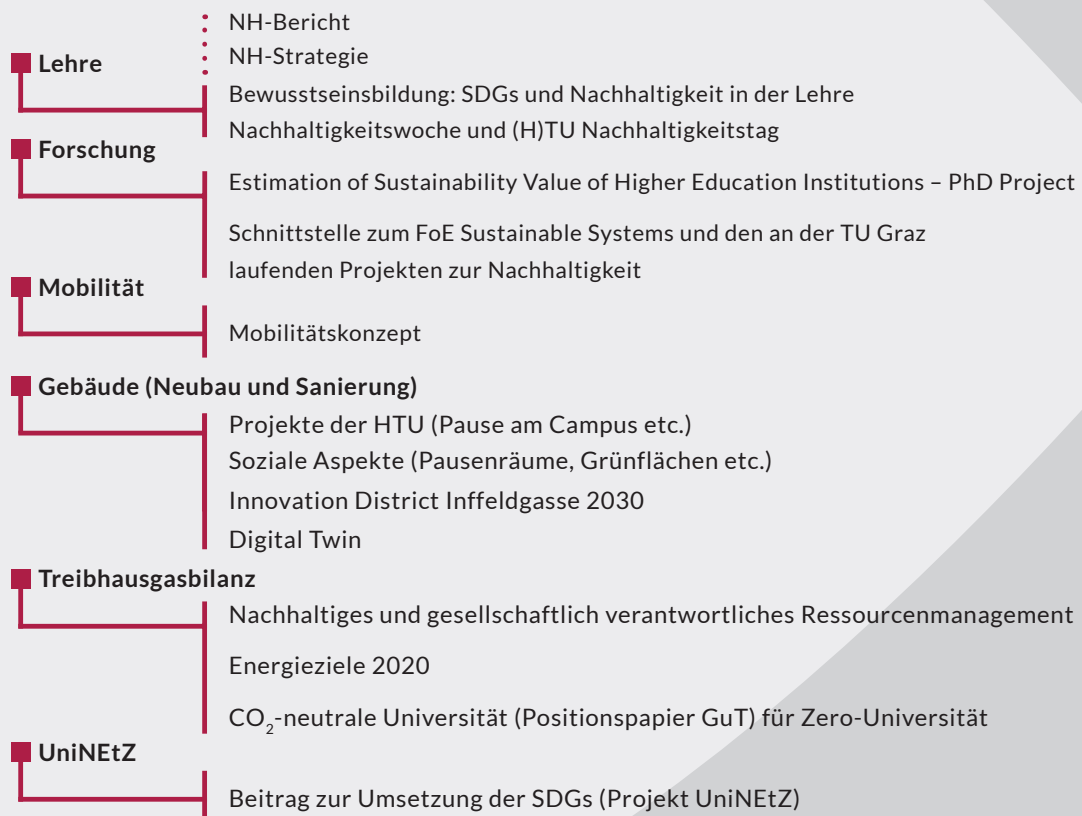 NH-Bericht
NH-Strategie
Lehre
Bewusstseinsbildung: SDGs und Nachhaltigkeit in der Lehre
Nachhaltigkeitswoche und (H)TU Nachhaltigkeitstag
Forschung
Estimation of Sustainability Value of Higher Education Institutions – PhD Project
Schnittstelle zum FoE Sustainable Systems und den an der TU Graz
laufenden Projekten zur Nachhaltigkeit
Mobilität
Mobilitätskonzept
Gebäude (Neubau und Sanierung)
Projekte der HTU (Pause am Campus etc.)
Soziale Aspekte (Pausenräume, Grünflächen etc.)
Innovation District Inffeldgasse 2030
Digital Twin
Treibhausgasbilanz
Nachhaltiges und gesellschaftlich verantwortliches Ressourcenmanagement
Energieziele 2020
CO₂-neutrale Universität (Positionspapier GuT) für Zero-Universität
UniNEtZ
Beitrag zur Umsetzung der SDGs (Projekt UniNEtZ)